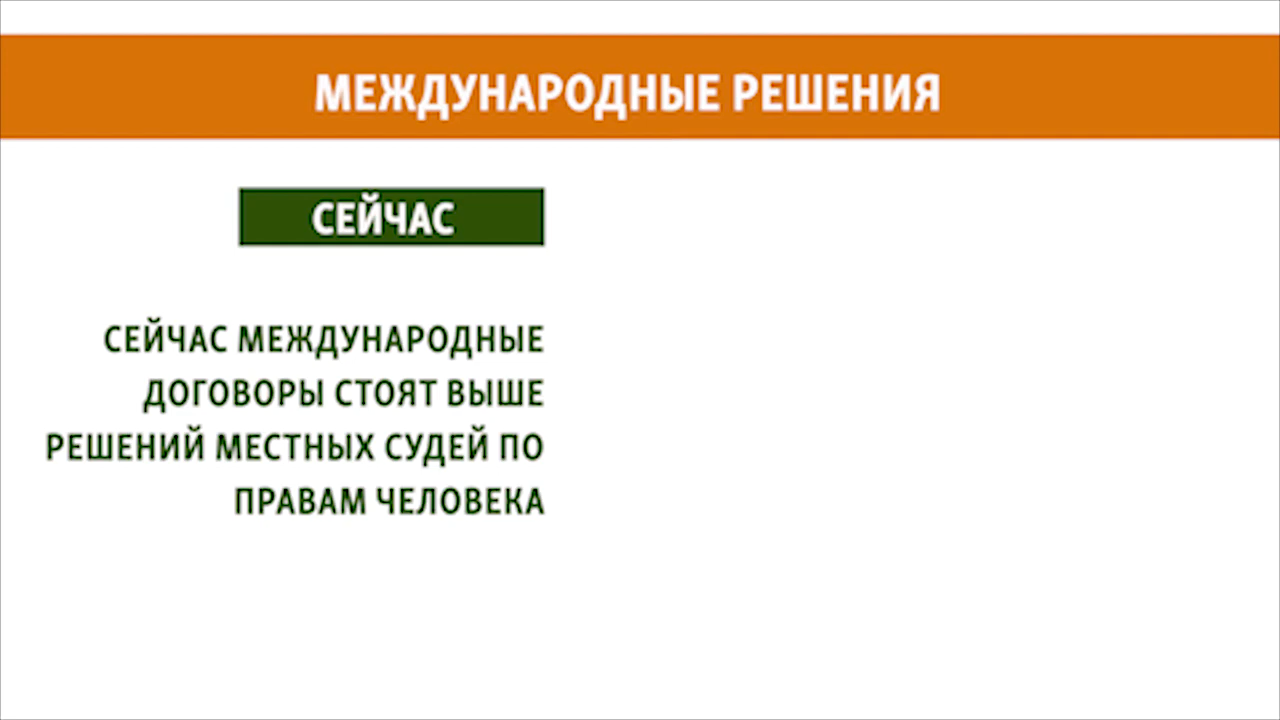 МЕЖДУНАРОДНЫЕ РЕШЕНИЯ
СЕЙЧАС
СЕЙЧАС МЕЖДУНАРОДНЫЕ
ДОГОВОРЫ СТОЯТ ВЫШЕ
РЕШЕНИЙ МЕСТНЫХ СУДЕЙ ПО
ПРАВАМ ЧЕЛОВЕКА